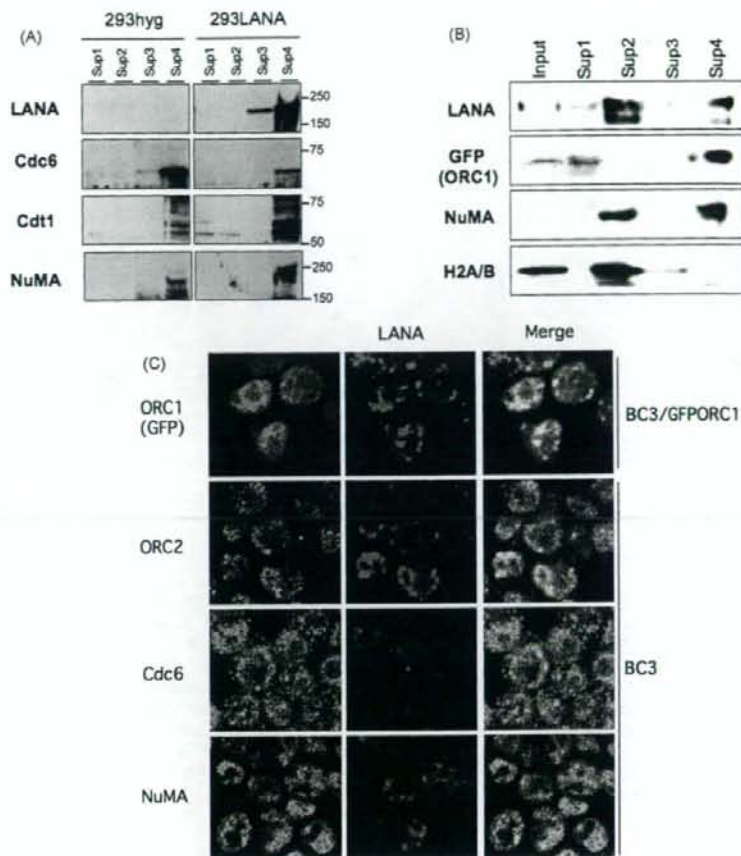 (A)
293hyg 293LANA
Sup1 Sup2 Sup3 Sup4 Sup1 Sup2 Sup3 Sup4
LANA
250
150
Cdc6
75
Cdt1
75
50
NuMA
250
150
(B)
Input Sup1 Sup2 Sup3 Sup4
LANA
GFP
(ORC1)
NuMA
H2A/B
(C)
LANA Merge
ORC1
(GFP)
BC3/GFPORC1
ORC2
Cdc6
BC3
NuMA